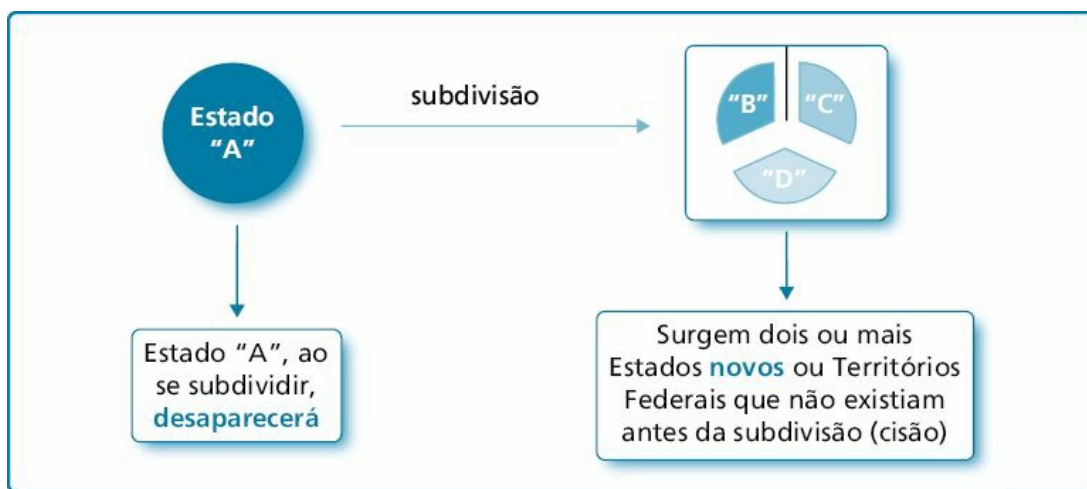 Estado
“A”
subdivisão
“B”
“C”
“D”
Estado “A”, ao
se subdividir,
desaparecerá
Surgem dois ou mais
Estados novos ou Territórios
Federais que não existiam
antes da subdivisão (cisão)